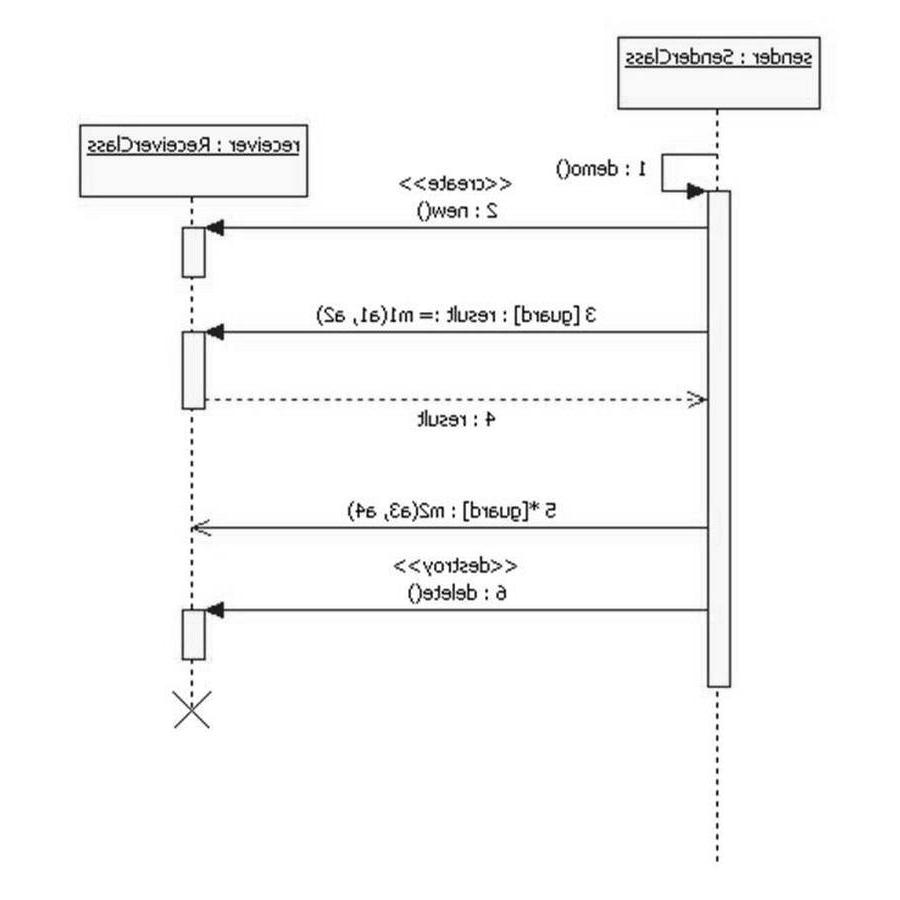 sender : SenderClass
receiver : ReceiverClass
1 : demo()
<<create>>
2 : new()
3 [guard] : result := m1(a1, a2)
4 : result
5 *[guard] : m2(a3, a4)
<<destroy>>
6 : delete()